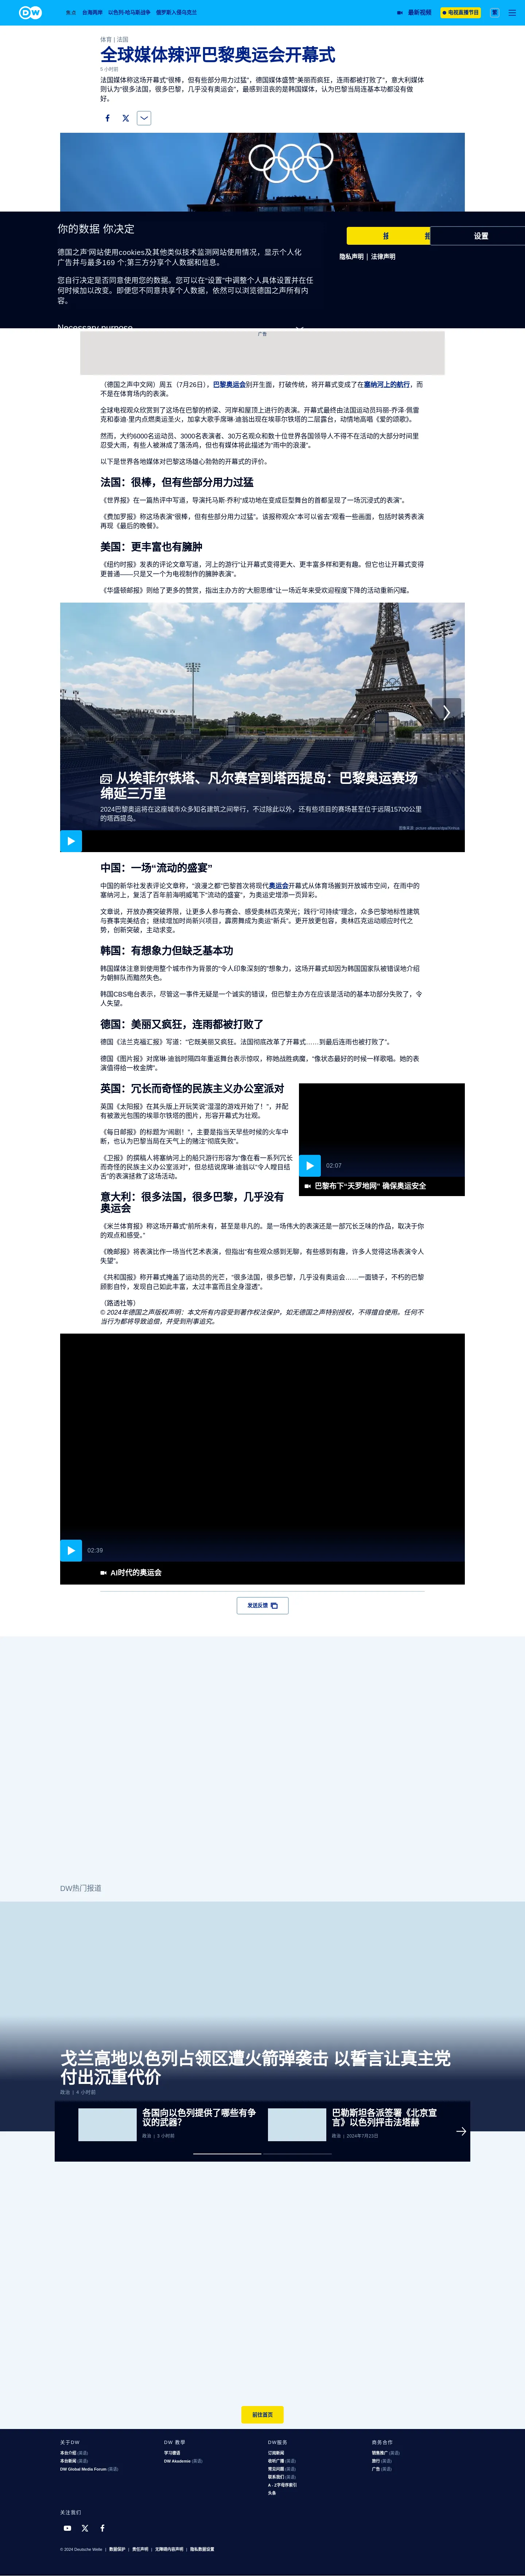 DW
焦点
台海两岸
以色列-哈马斯战争
俄罗斯入侵乌克兰
最新视频
电视直播节目
体育 | 法国
全球媒体辣评巴黎奥运会开幕式
5 小时前
法国媒体称这场开幕式"很棒，但有些部分用力过猛"，德国媒体盛赞"美丽而疯狂，连雨都被打败了"，意大利媒体
则认为"很多法国，很多巴黎，几乎没有奥运会"，最感到沮丧的是韩国媒体，认为巴黎当局连基本功都没有做
好。
你的数据 你决定
德国之声'网站使用cookies及其他类似技术监测网站使用情况，显示个人化
广告并与最多169 个;第三方分享个人数据和信息。
您自行决定是否同意使用您的数据。您可以在"设置"中调整个人具体设置并在任
何时候加以改变。即便您不同意共享个人数据，依然可以浏览德国之声所有内
容。
Necessary purpose
设置
隐私声明 | 法律声明
广告
（德国之声中文网）周五（7月26日），巴黎奥运会别开生面，打破传统，将开幕式变成了在塞纳河上的航行，而
不是在体育场内的表演。
全球电视观众欣赏到了这场在巴黎的桥梁、河岸和屋顶上进行的表演。开幕式最终由法国运动员玛丽-乔泽·佩雷
克和泰迪·里内点燃奥运圣火，加拿大歌手席琳·迪翁出现在埃菲尔铁塔的二层露台，动情地高唱《爱的颂歌》。
然而，大约6000名运动员、3000名表演者、30万名观众和数十位世界各国领导人不得不在活动的大部分时间里
忍受大雨，有些人被淋成了落汤鸡，但也有媒体将此描述为"雨中的浪漫"。
以下是世界各地媒体对巴黎这场雄心勃勃的开幕式的评价。
法国：很棒，但有些部分用力过猛
《世界报》在一篇热评中写道，导演托马斯·乔利"成功地在变成巨型舞台的首都呈现了一场沉浸式的表演"。
《费加罗报》称这场表演"很棒，但有些部分用力过猛"。该报称观众"本可以省去"观看一些画面，包括时装秀表演
再现《最后的晚餐》。
美国：更丰富也有臃肿
《纽约时报》发表的评论文章写道，河上的游行"让开幕式变得更大、更丰富多样和更有趣。但它也让开幕式变得
更普通——只是又一个为电视制作的臃肿表演"。
《华盛顿邮报》则给了更多的赞赏，指出主办方的"大胆思维"让一场近年来受欢迎程度下降的活动重新闪耀。
从埃菲尔铁塔、凡尔赛宫到塔西提岛：巴黎奥运赛场
绵延三万里
2024巴黎奥运将在这座城市众多知名建筑之间举行，不过除此以外，还有些项目的赛场甚至位于远隔15700公里
的塔西提岛。
中国：一场"流动的盛宴"
中国的新华社发表评论文章称，"浪漫之都"巴黎首次将现代奥运会开幕式从体育场搬到开放城市空间，在雨中的
塞纳河上，复活了百年前海明威笔下"流动的盛宴"，为奥运史增添一页异彩。
文章说，开放办赛突破界限，让更多人参与赛会、感受奥林匹克荣光；践行"可持续"理念，众多巴黎地标性建筑
与赛事完美结合；继续增加时尚新兴项目，霹雳舞成为奥运"新兵"。更开放更包容，奥林匹克运动顺应时代之
势，创新突破，主动求变。
韩国：有想象力但缺乏基本功
韩国媒体注意到使用整个城市作为背景的"令人印象深刻的"想象力，这场开幕式却因为韩国国家队被错误地介绍
为朝鲜队而黯然失色。
韩国CBS电台表示，尽管这一事件无疑是一个诚实的错误，但巴黎主办方在应该是活动的基本功部分失败了，令
人失望。
德国：美丽又疯狂，连雨都被打败了
德国《法兰克福汇报》写道："它既美丽又疯狂。法国彻底改革了开幕式……到最后连雨也被打败了"。
德国《图片报》对席琳·迪翁时隔四年重返舞台表示惊叹，称她战胜病魔，"像状态最好的时候一样歌唱。她的表
演值得给一枚金牌"。
英国：冗长而奇怪的民族主义办公室派对
英国《太阳报》在其头版上开玩笑说"湿湿的游戏开始了！"，并配
有被激光包围的埃菲尔铁塔的图片，形容开幕式为壮观。
《每日邮报》的标题为"闹剧！"，主要是指当天早些时候的火车中
断，也认为巴黎当局在天气上的赌注"彻底失败"。
《卫报》的撰稿人将塞纳河上的船只游行形容为"像在看一系列冗长
而奇怪的民族主义办公室派对"，但总结说席琳·迪翁以"令人瞠目结
舌"的表演拯救了这场活动。
02:07
巴黎布下"天罗地网" 确保奥运安全
意大利：很多法国，很多巴黎，几乎没有
奥运会
《米兰体育报》称这场开幕式"前所未有，甚至是非凡的。是一场伟大的表演还是一部冗长乏味的作品，取决于你
的观点和感受。"
《晚邮报》将表演比作一场当代艺术表演，但指出"有些观众感到无聊，有些感到有趣，许多人觉得这场表演令人
失望"。
《共和国报》称开幕式掩盖了运动员的光芒，"很多法国，很多巴黎，几乎没有奥运会……一面镜子，不朽的巴黎
顾影自怜，发现自己如此丰富，太过丰富而且全身湿透"。
（路透社等）
© 2024年德国之声版权声明：本文所有内容受到著作权法保护，如无德国之声特别授权，不得擅自使用。任何不
当行为都将导致追偿，并受到刑事追究。
02:39
AI时代的奥运会
发送反馈
DW热门报道
戈兰高地以色列占领区遭火箭弹袭击 以誓言让真主党
付出沉重代价
政治 | 4 小时前
各国向以色列提供了哪些有争
议的武器?
政治 | 3 小时前
巴勒斯坦各派签署《北京宣
言》以色列抨击法塔赫
政治 | 2024年7月23日
前往首页
关于DW
本台介绍 (英语)
本台新闻 (英语)
DW Global Media Forum (英语)
DW 教学
学习德语
DW Akademie (英语)
DW服务
订阅新闻
收听广播 (英语)
常见问题 (英语)
联系我们 (英语)
A - Z字母序索引
头条
商务合作
销售推广 (英语)
旅行 (英语)
广告 (英语)
关注我们
© 2024 Deutsche Welle | 数据保护 | 责任声明 | 无障碍内容声明 | 隐私数据设置